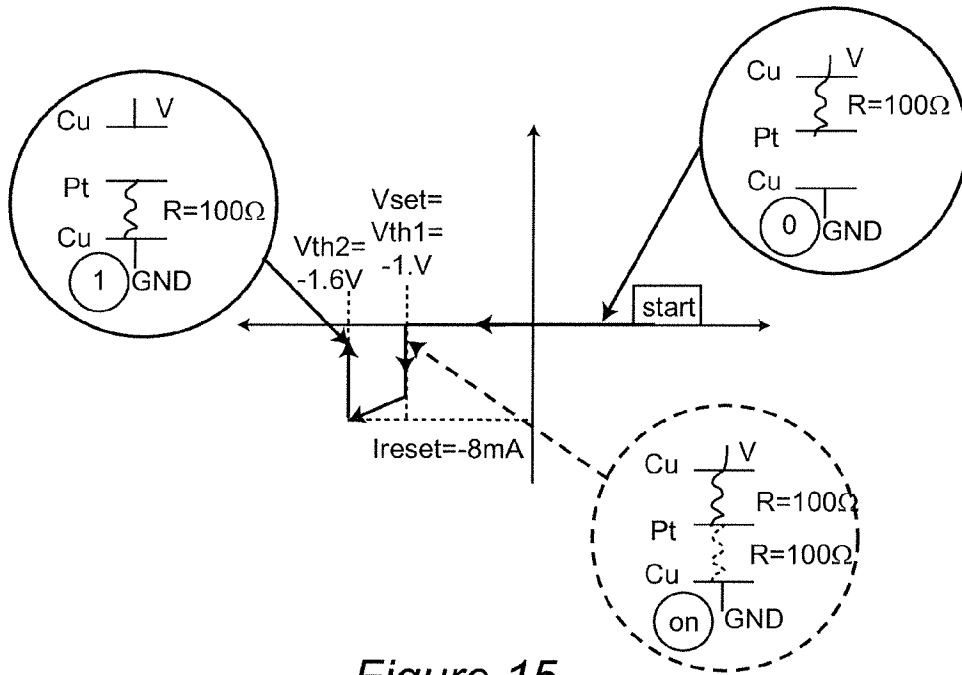 Cu
V
Pt
R=100Ω
Cu
1
GND
Vset=
Vth1=
-1.V
Vth2=
-1.6V
Cu
V
R=100Ω
Pt
Cu
0
GND
start
Ireset=-8mA
Cu
V
R=100Ω
Pt
R=100Ω
Cu
on
GND
Figure 15